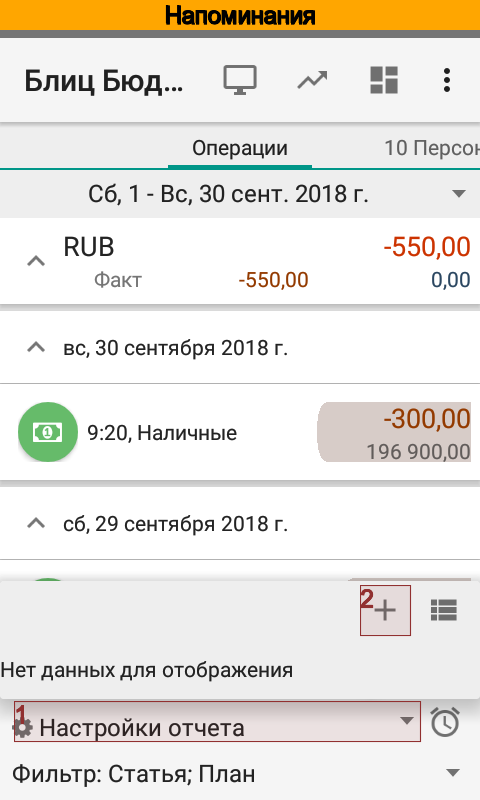 Напоминания
Блиц Бюд...
Операции 10 Персон
Сб, 1 - Вс, 30 сент. 2018 г.
RUB -550,00
Факт -550,00 0,00
вс, 30 сентября 2018 г.
9:20, Наличные -300,00
196 900,00
сб, 29 сентября 2018 г.
2
Нет данных для отображения
1 Настройки отчета
Фильтр: Статья; План